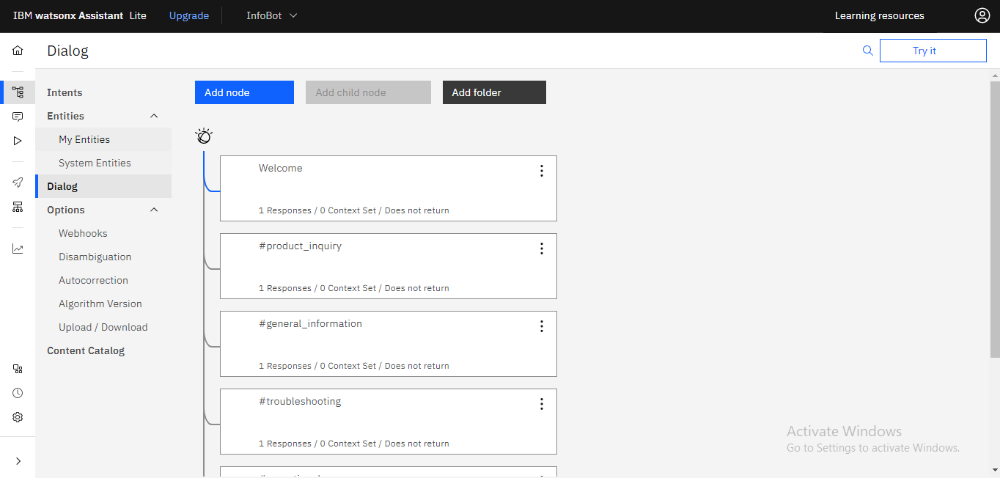 IBM watsonx Assistant Lite Upgrade InfoBot Learning resources
Dialog Try it
Intents
Entities
My Entities
System Entities
Dialog
Options
Webhooks
Disambiguation
Autocorrection
Algorithm Version
Upload / Download
Content Catalog
Add node Add child node Add folder
Welcome
1 Responses / 0 Context Set / Does not return
#product_inquiry
1 Responses / 0 Context Set / Does not return
#general_information
1 Responses / 0 Context Set / Does not return
#troubleshooting
1 Responses / 0 Context Set / Does not return
Activate Windows
Go to Settings to activate Windows.